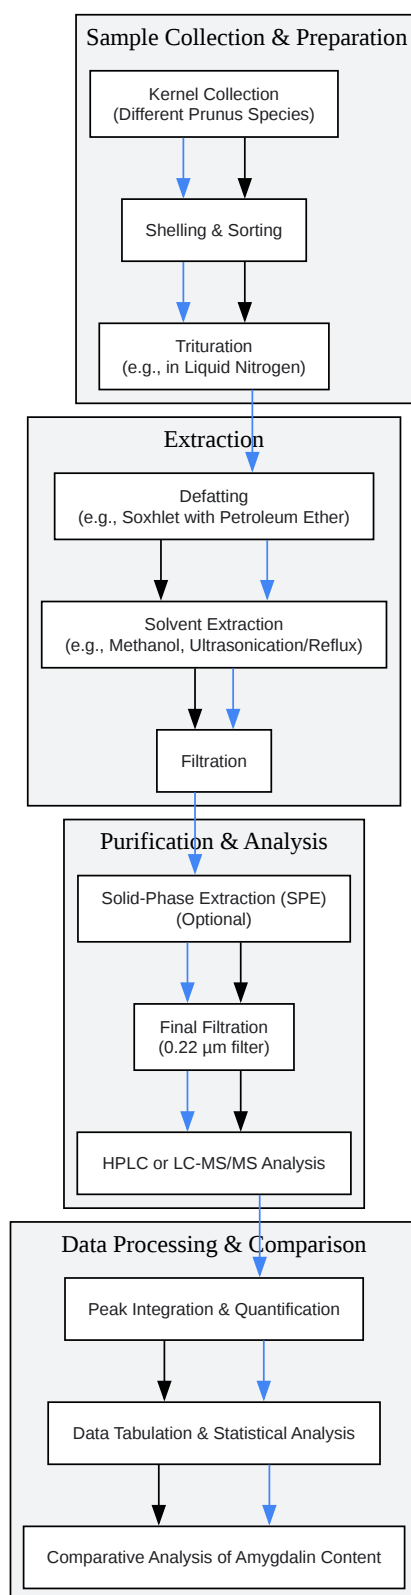 Sample Collection & Preparation
Kernel Collection
(Different Prunus Species)
Shelling & Sorting
Trituration
(e.g., in Liquid Nitrogen)
Extraction
Defatting
(e.g., Soxhlet with Petroleum Ether)
Solvent Extraction
(e.g., Methanol, Ultrasonication/Reflux)
Filtration
Purification & Analysis
Solid-Phase Extraction (SPE)
(Optional)
Final Filtration
(0.22 µm filter)
HPLC or LC-MS/MS Analysis
Data Processing & Comparison
Peak Integration & Quantification
Data Tabulation & Statistical Analysis
Comparative Analysis of Amygdalin Content